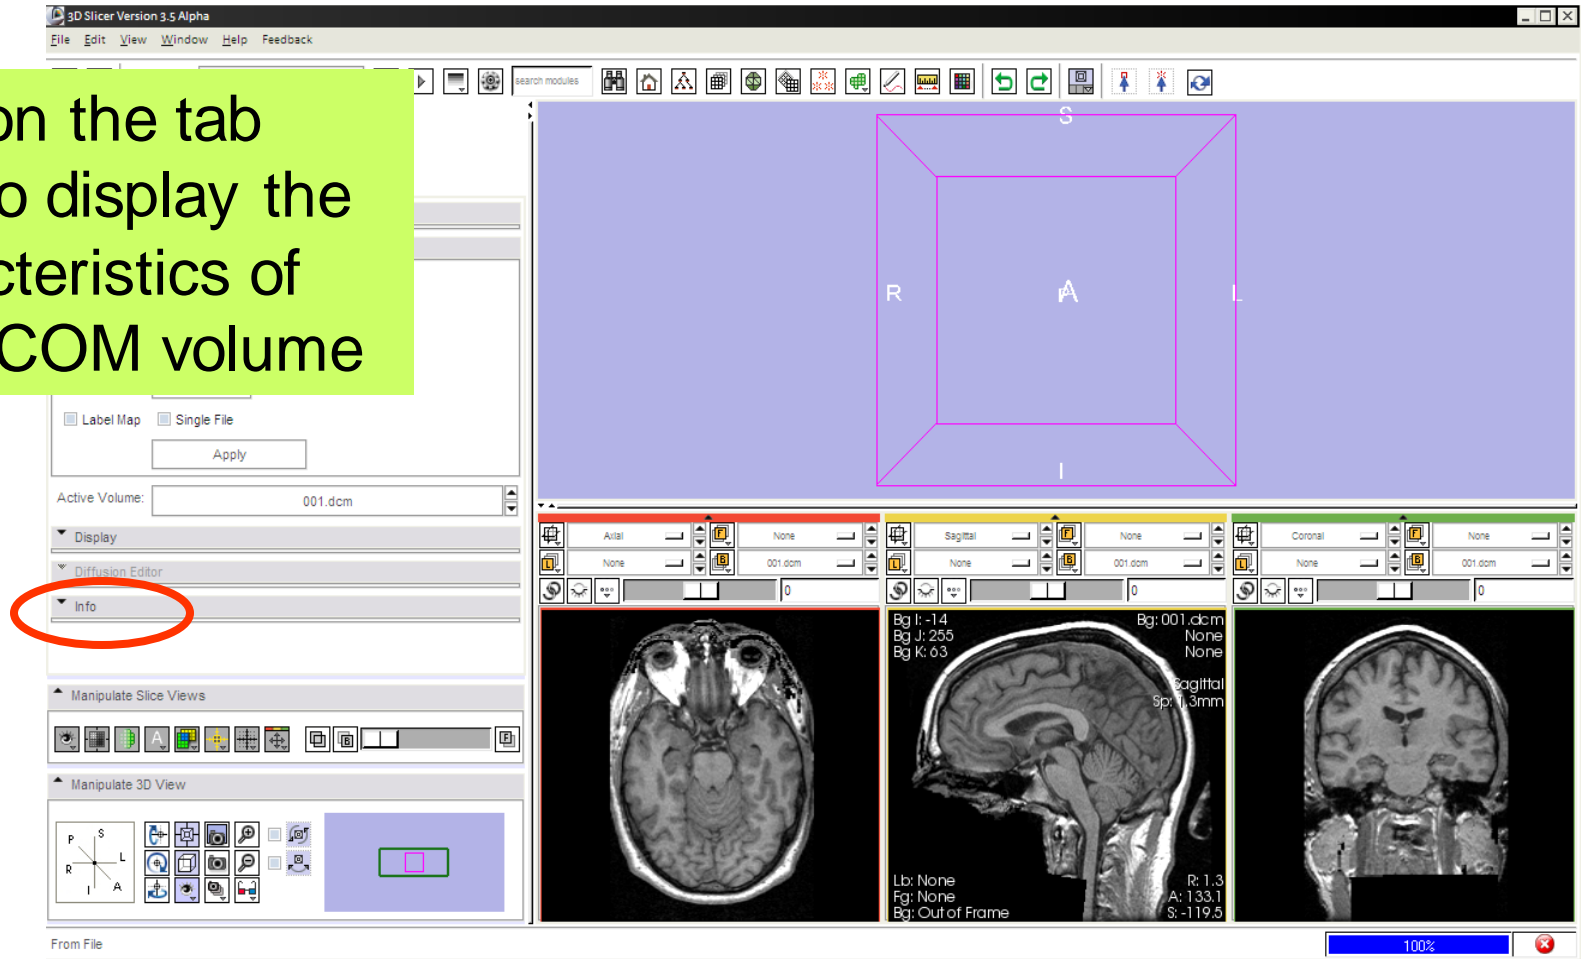 3D Slicer Version 3.5 Alpha
File Edit View Window Help Feedback
search modules
on the tab
o display the
cteristics of
COM volume
Label Map Single File
Apply
Active Volume: 001.dcm
Display
Diffusion Editor
Info
Manipulate Slice Views
A
B
F
Manipulate 3D View
P S
R L
I A
S
R A P L
I
Axial F None
L None B 001.dcm
0
Sagittal F None
L None B 001.dcm
0
Coronal F None
L None B 001.dcm
0
Bg I: -14 Bg: 001.dcm
Bg J: 255 None
Bg K: 63 None
Sagittal
Sp: 1.3mm
Lb: None R: 1.3
Fg: None A: 133.1
Bg: Out of Frame S: -119.5
From File
100%